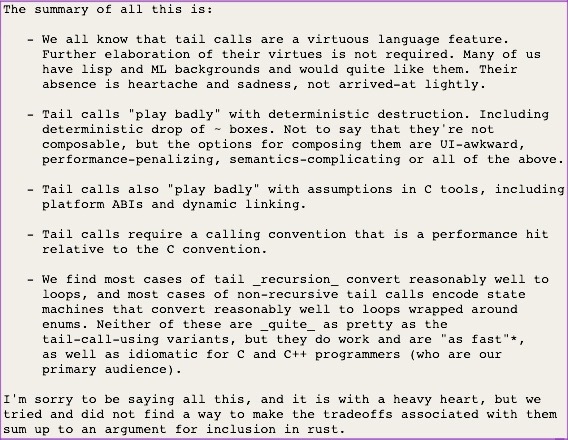 The summary of all this is:
- We all know that tail calls are a virtuous language feature.
Further elaboration of their virtues is not required. Many of us
have lisp and ML backgrounds and would quite like them. Their
absence is heartache and sadness, not arrived-at lightly.
- Tail calls "play badly" with deterministic destruction. Including
deterministic drop of ~ boxes. Not to say that they're not
composable, but the options for composing them are UI-awkward,
performance-penalizing, semantics-complicating or all of the above.
- Tail calls also "play badly" with assumptions in C tools, including
platform ABIs and dynamic linking.
- Tail calls require a calling convention that is a performance hit
relative to the C convention.
- We find most cases of tail _recursion_ convert reasonably well to
loops, and most cases of non-recursive tail calls encode state
machines that convert reasonably well to loops wrapped around
enums. Neither of these are _quite_ as pretty as the
tail-call-using variants, but they do work and are "as fast"*,
as well as idiomatic for C and C++ programmers (who are our
primary audience).
I'm sorry to be saying all this, and it is with a heavy heart, but we
tried and did not find a way to make the tradeoffs associated with them
sum up to an argument for inclusion in rust.